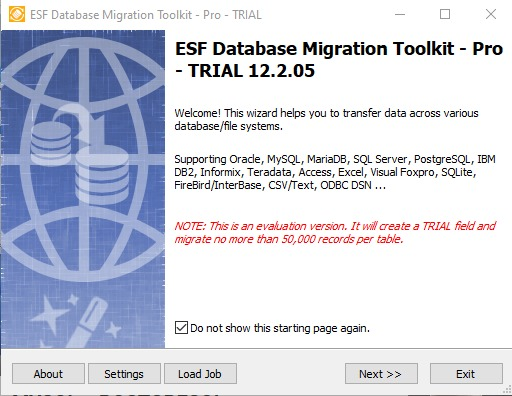 ESF Database Migration Toolkit - Pro - TRIAL
ESF Database Migration Toolkit - Pro
- TRIAL 12.2.05
Welcome! This wizard helps you to transfer data across various
database/file systems.
Supporting Oracle, MySQL, MariaDB, SQL Server, PostgreSQL, IBM
DB2, Informix, Teradata, Access, Excel, Visual Foxpro, SQLite,
FireBird/InterBase, CSV/Text, ODBC DSN ...
NOTE: This is an evaluation version. It will create a TRIAL field and
migrate no more than 50,000 records per table.
Do not show this starting page again.
About
Settings
Load Job
Next >>
Exit